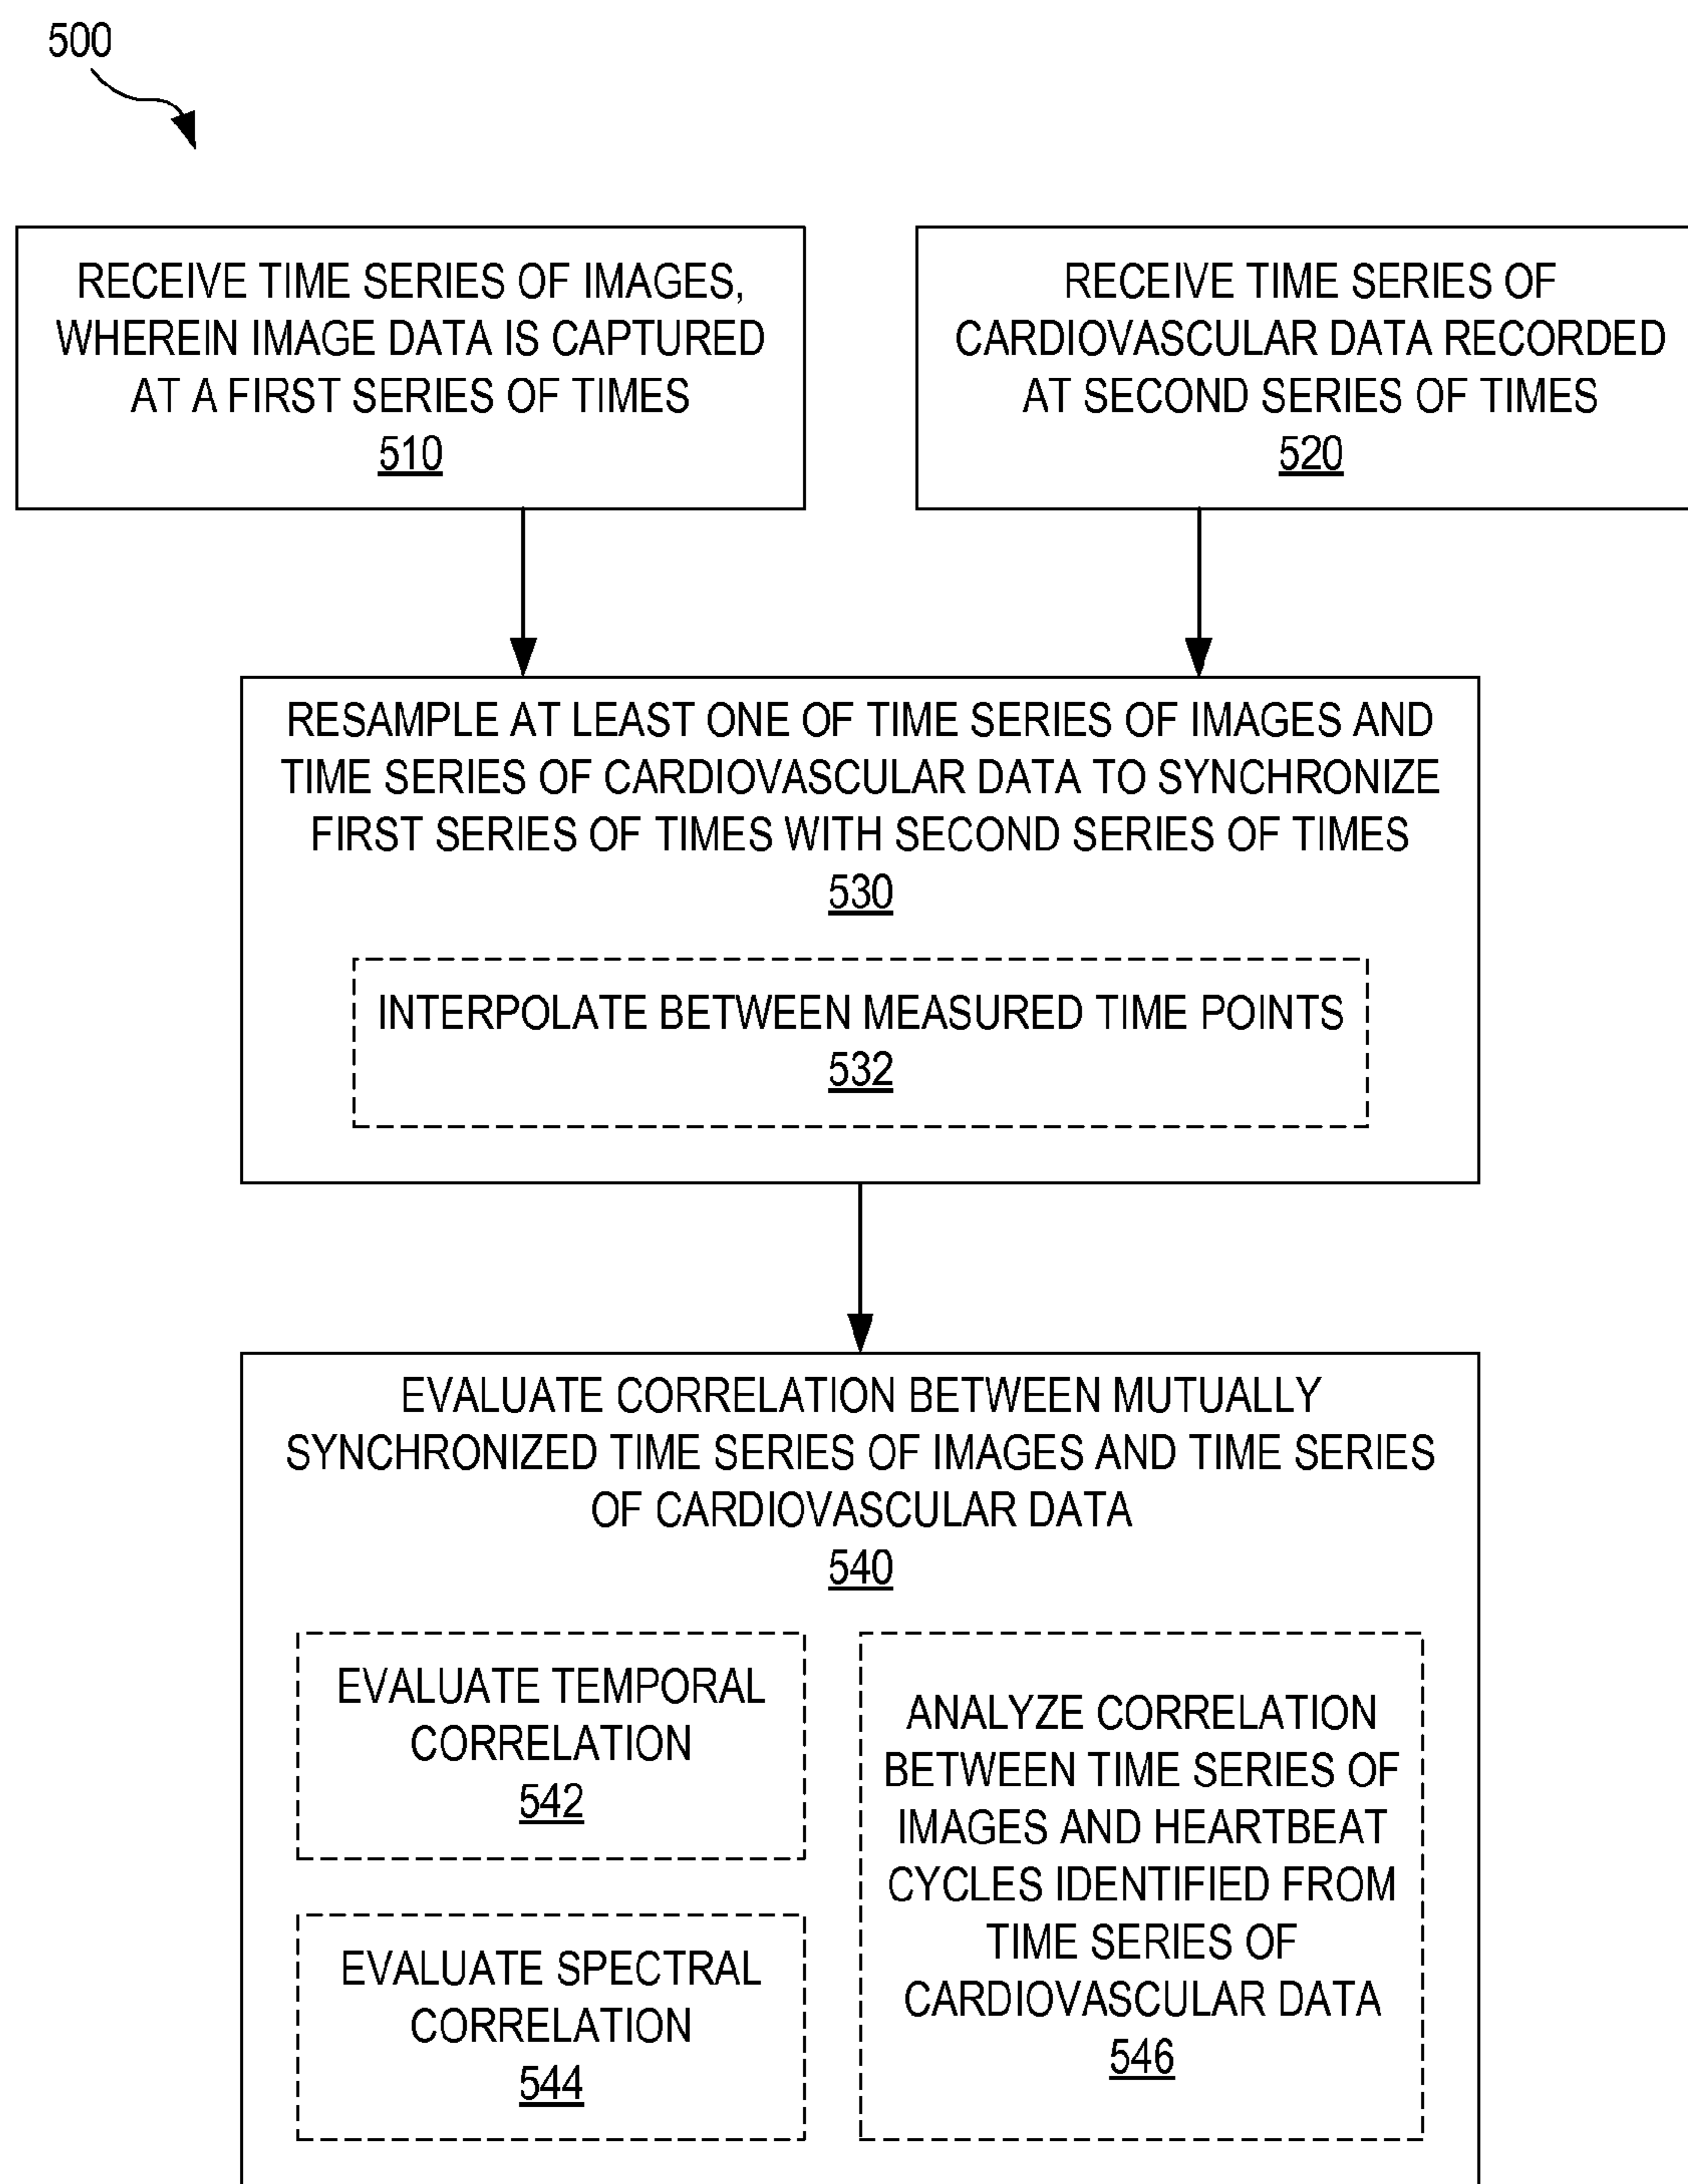 500
RECEIVE TIME SERIES OF IMAGES,
WHEREIN IMAGE DATA IS CAPTURED
AT A FIRST SERIES OF TIMES
510
RECEIVE TIME SERIES OF
CARDIOVASCULAR DATA RECORDED
AT SECOND SERIES OF TIMES
520
RESAMPLE AT LEAST ONE OF TIME SERIES OF IMAGES AND
TIME SERIES OF CARDIOVASCULAR DATA TO SYNCHRONIZE
FIRST SERIES OF TIMES WITH SECOND SERIES OF TIMES
530
INTERPOLATE BETWEEN MEASURED TIME POINTS
532
EVALUATE CORRELATION BETWEEN MUTUALLY
SYNCHRONIZED TIME SERIES OF IMAGES AND TIME SERIES
OF CARDIOVASCULAR DATA
540
EVALUATE TEMPORAL
CORRELATION
542
EVALUATE SPECTRAL
CORRELATION
544
ANALYZE CORRELATION
BETWEEN TIME SERIES OF
IMAGES AND HEARTBEAT
CYCLES IDENTIFIED FROM
TIME SERIES OF
CARDIOVASCULAR DATA
546